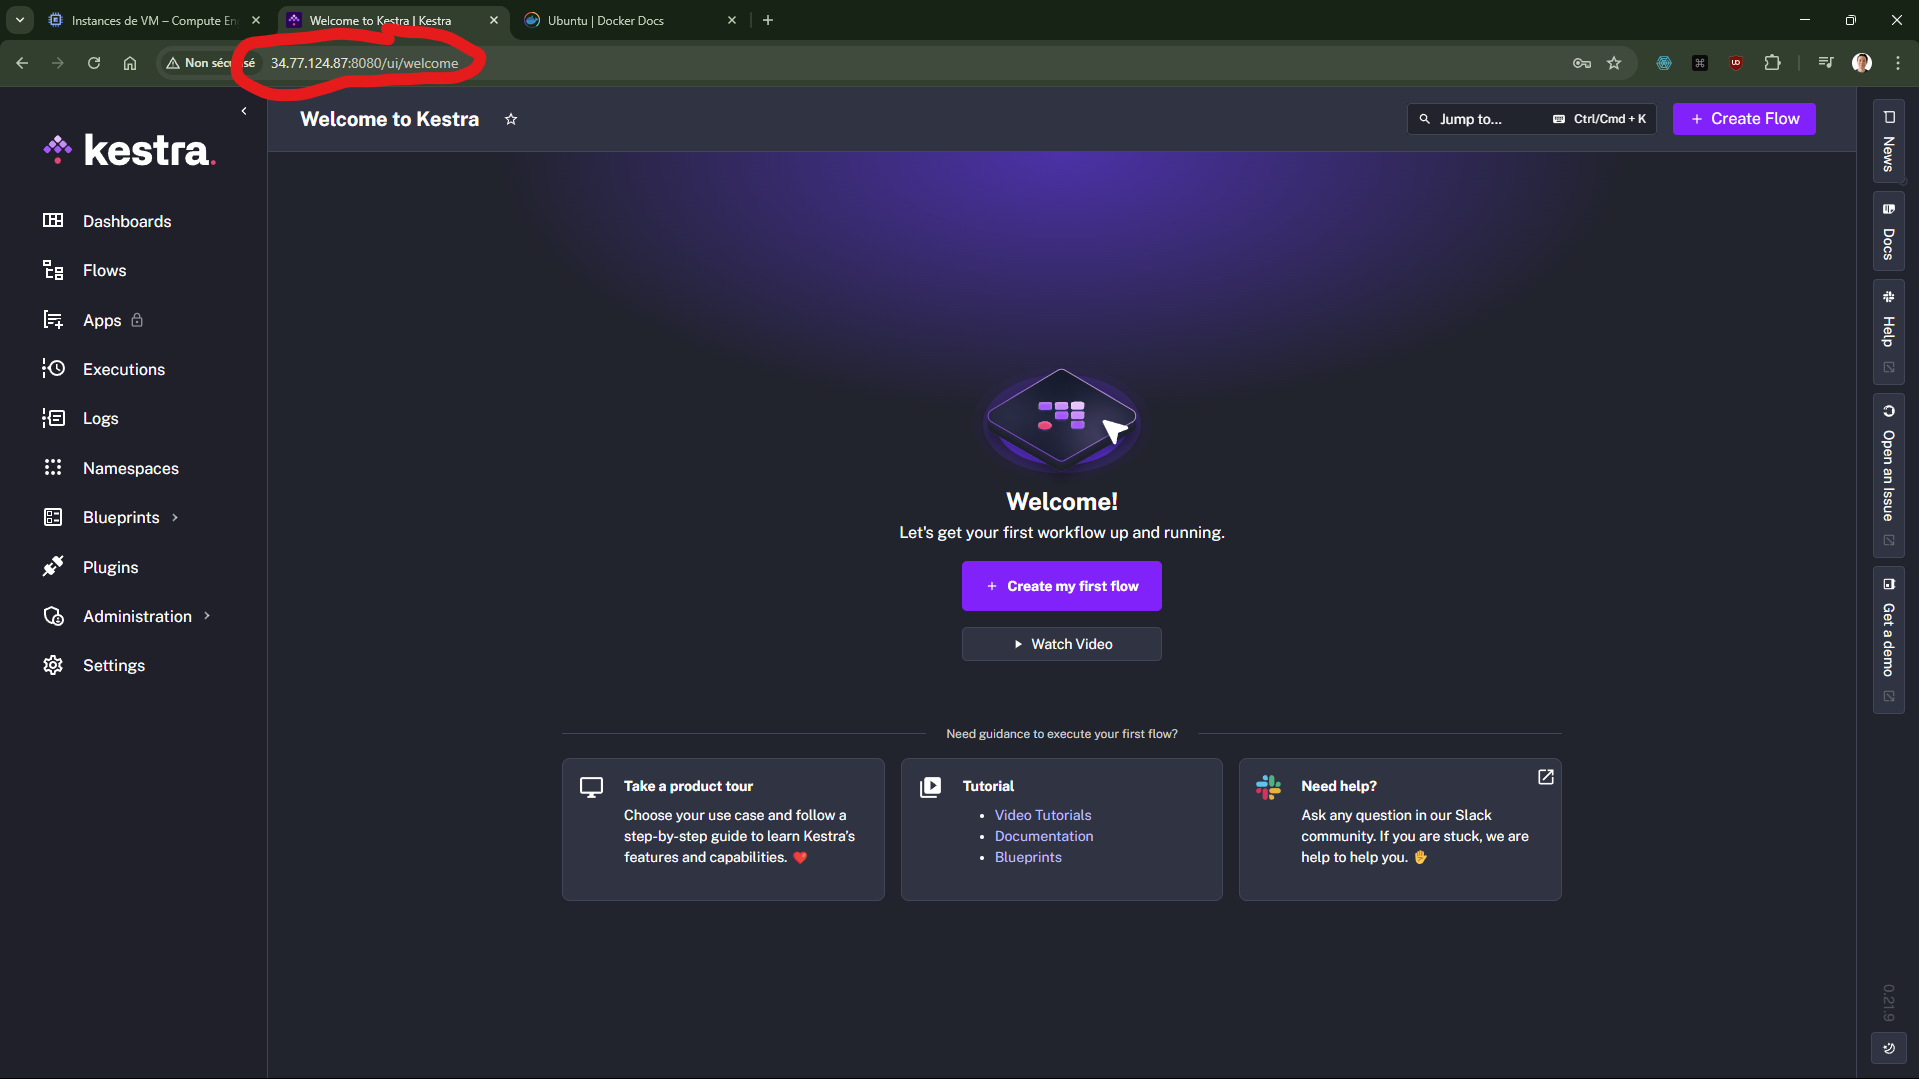 Instances de VM – Compute En
Welcome to Kestra | Kestra
Ubuntu | Docker Docs
Non sécurisé
34.77.124.87:8080/ui/welcome
kestra.
Welcome to Kestra
Jump to...
Ctrl/Cmd + K
Create Flow
Dashboards
Flows
Apps
Executions
Logs
Namespaces
Blueprints
Plugins
Administration
Settings
Welcome!
Let's get your first workflow up and running.
Create my first flow
Watch Video
Need guidance to execute your first flow?
Take a product tour
Choose your use case and follow a
step-by-step guide to learn Kestra's
features and capabilities. ❤️
Tutorial
• Video Tutorials
• Documentation
• Blueprints
Need help?
Ask any question in our Slack
community. If you are stuck, we are
help to help you. ✋
News
Docs
Help
Open an Issue
Get a demo
0.21.9